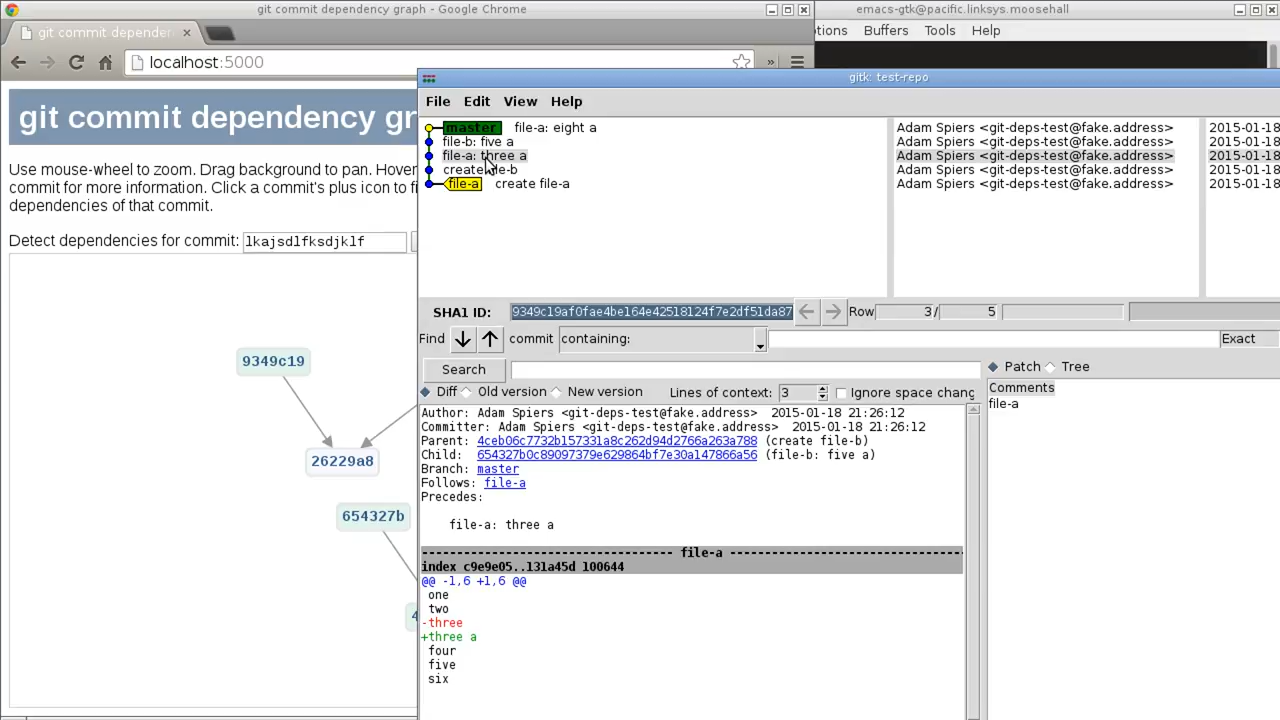 git commit dependency graph - Google Chrome
emacs-gtk@pacific.linksys.moosehall
git commit depender
localhost:5000
»
tions Buffers Tools Help
gitk: test-repo
File Edit View Help
git commit dependency gr
Use mouse-wheel to zoom. Drag background to pan. Hover
commit for more information. Click a commit's plus icon to fi
dependencies of that commit.
Detect dependencies for commit: lkajsdlfksdjklf
9349c19
26229a8
654327b
4
master file-a: eight a
file-b: five a
file-a: three a
create file-b
file-a create file-a
Adam Spiers <git-deps-test@fake.address> 2015-01-18
Adam Spiers <git-deps-test@fake.address> 2015-01-18
Adam Spiers <git-deps-test@fake.address> 2015-01-18
Adam Spiers <git-deps-test@fake.address> 2015-01-18
Adam Spiers <git-deps-test@fake.address> 2015-01-18
SHA1 ID: 9349c19af0fae4be164e42518124f7e2df51da87 Row 3 / 5
Find commit containing: Exact
Search
Diff Old version New version Lines of context: 3 Ignore space chang
Patch Tree
Comments
file-a
Author: Adam Spiers <git-deps-test@fake.address> 2015-01-18 21:26:12
Committer: Adam Spiers <git-deps-test@fake.address> 2015-01-18 21:26:12
Parent: 4ceb06c7732b157331a8c262d94d2766a263a788 (create file-b)
Child: 654327b0c89097379e629864bf7e30a147866a56 (file-b: five a)
Branch: master
Follows: file-a
Precedes:
file-a: three a
------------------------------ file-a ----------------------------
index c9e9e05..131a45d 100644
@@ -1,6 +1,6 @@
one
two
-three
+three a
four
five
six